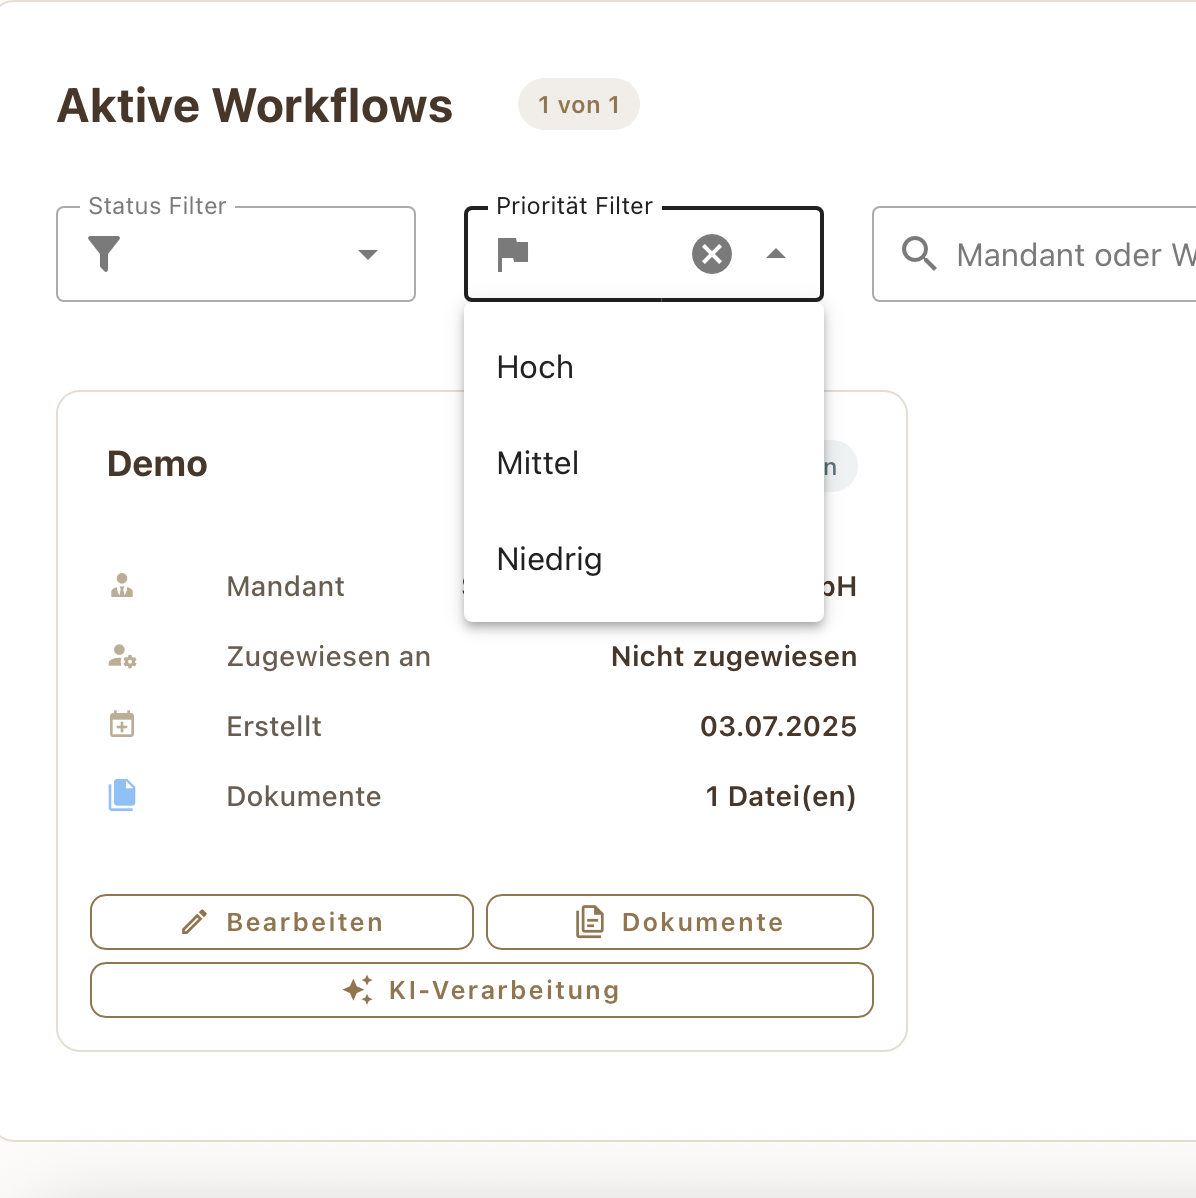 Aktive Workflows
1 von 1
Status Filter
Priorität Filter
Mandant oder
Hoch
Mittel
Niedrig
Demo
Mandant
Zugewiesen an Nicht zugewiesen
Erstellt 03.07.2025
Dokumente 1 Datei(en)
Bearbeiten
Dokumente
KI-Verarbeitung